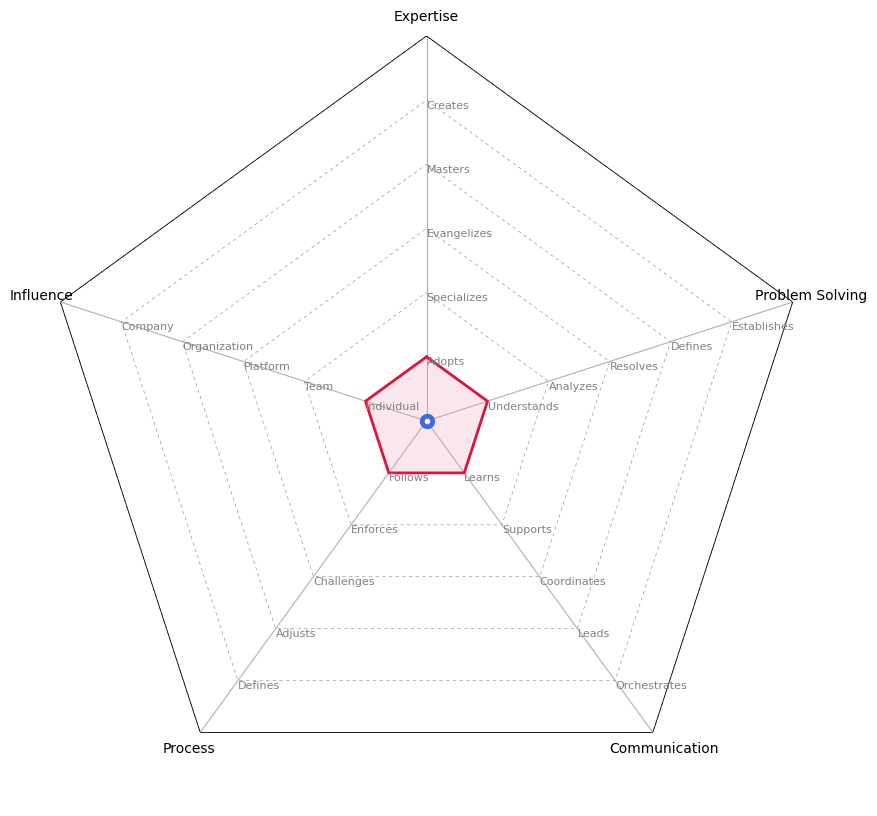 Expertise
Creates
Masters
Evangelizes
Specializes
Adopts
Influence
Company
Organization
Platform
Team
Individual
Problem Solving
Establishes
Defines
Resolves
Analyzes
Understands
Follows
Enforces
Challenges
Adjusts
Defines
Process
Learns
Supports
Coordinates
Leads
Orchestrates
Communication